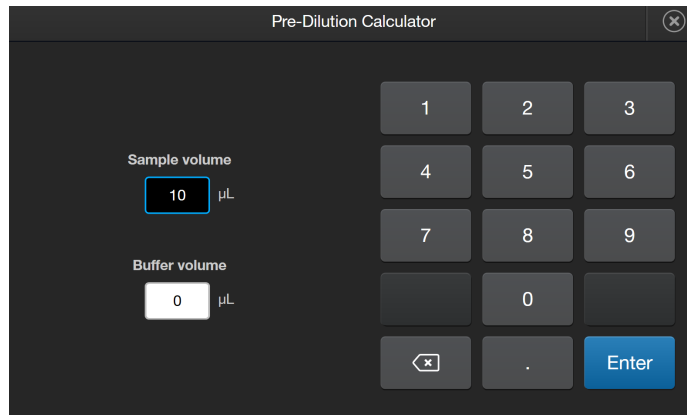 Pre-Dilution Calculator
Sample volume
10 µL
Buffer volume
0 µL
1 2 3
4 5 6
7 8 9
0
. Enter